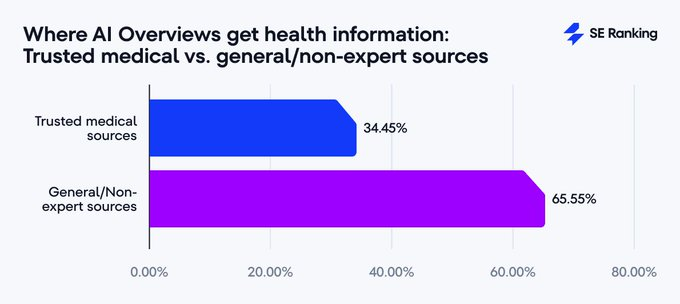 Where AI Overviews get health information:
Trusted medical vs. general/non-expert sources
SE Ranking
Trusted medical
sources
34.45%
General/Non-
expert sources
65.55%
0.00%
20.00%
40.00%
60.00%
80.00%